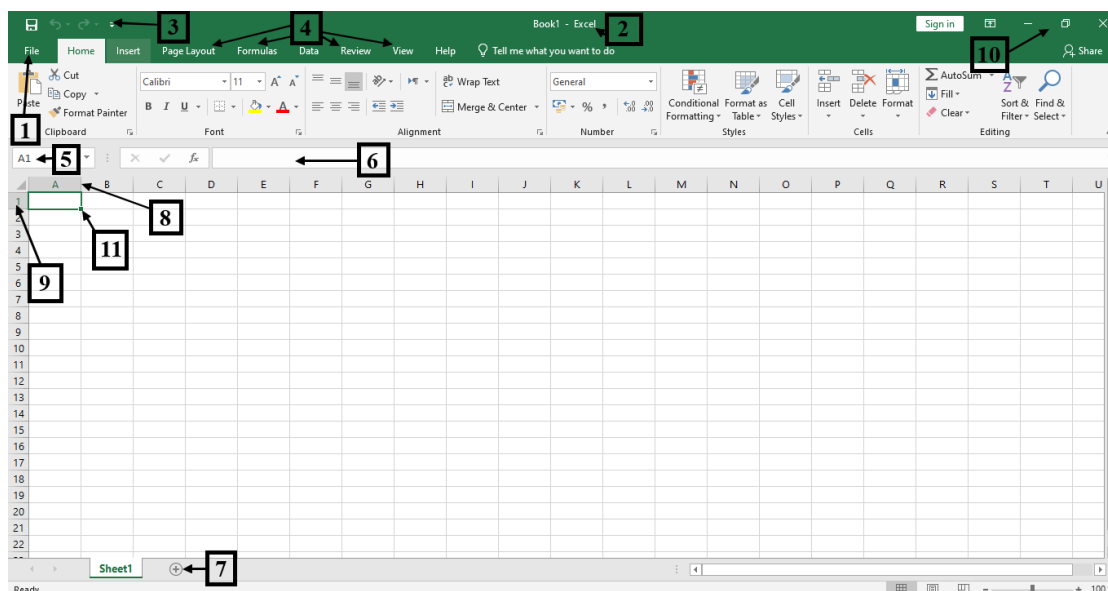 3 Book1 - Excel 2 Sign in
File Home Insert Page Layout 4 Formulas Data Review View Help Tell me what you want to do 10 Share
Cut Calibri 11 A A Wrap Text General AutoSum
Copy Fill
Paste Format Painter B I U A Merge & Center % , Conditional Formatting Format as Table Cell Styles Insert Delete Format Clear Sort & Filter Find & Select
1 Clipboard Font Alignment Number Styles Cells Editing
A1 5 fx 6
A B C D E F G H I J K L M N O P Q R S T U
1
2 8
3
4 11
5
6 9
7
8
9
10
11
12
13
14
15
16
17
18
19
20
21
22
Sheet1 7
Ready 100